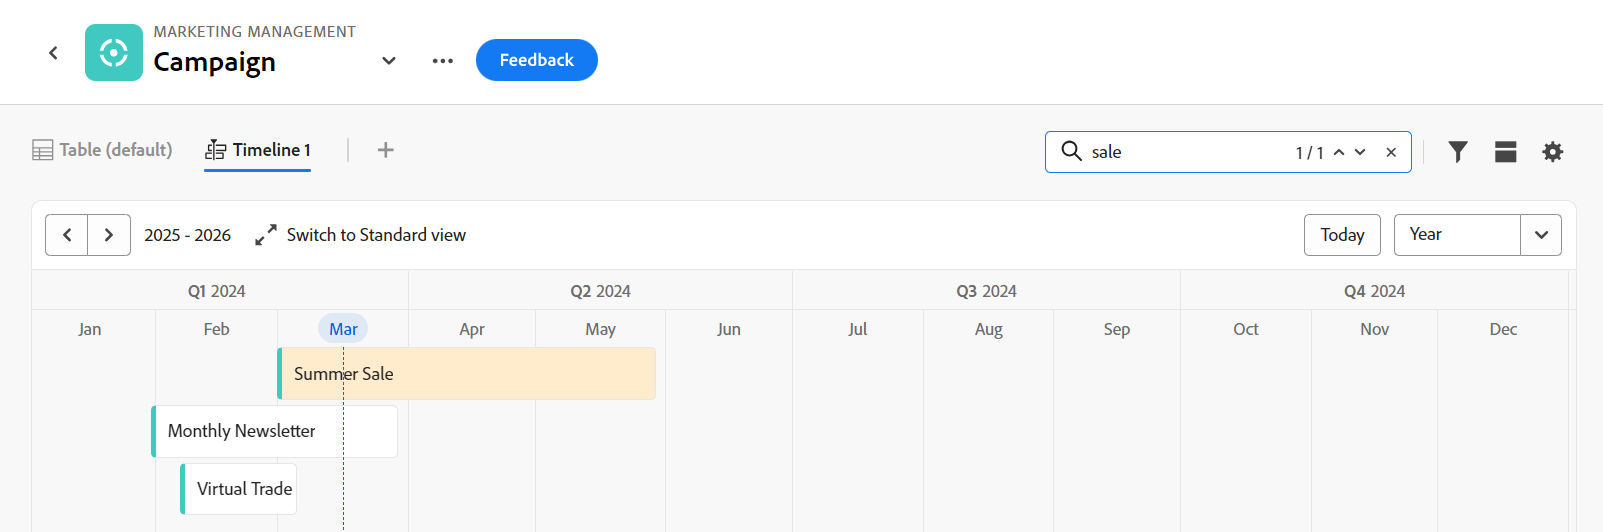 MARKETING MANAGEMENT
Campaign
Feedback
Table (default)
Timeline 1
sale
1 / 1
2025 - 2026
Switch to Standard view
Today
Year
Q1 2024
Q2 2024
Q3 2024
Q4 2024
Jan
Feb
Mar
Apr
May
Jun
Jul
Aug
Sep
Oct
Nov
Dec
Summer Sale
Monthly Newsletter
Virtual Trade